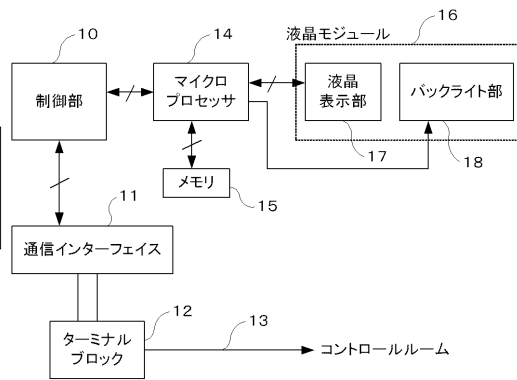 10
14
液晶モジュール
16
制御部
マイクロ
プロセッサ
液晶
表示部
バックライト部
17
18
メモリ
15
11
通信インターフェイス
12
ターミナル
ブロック
13
コントロールルーム